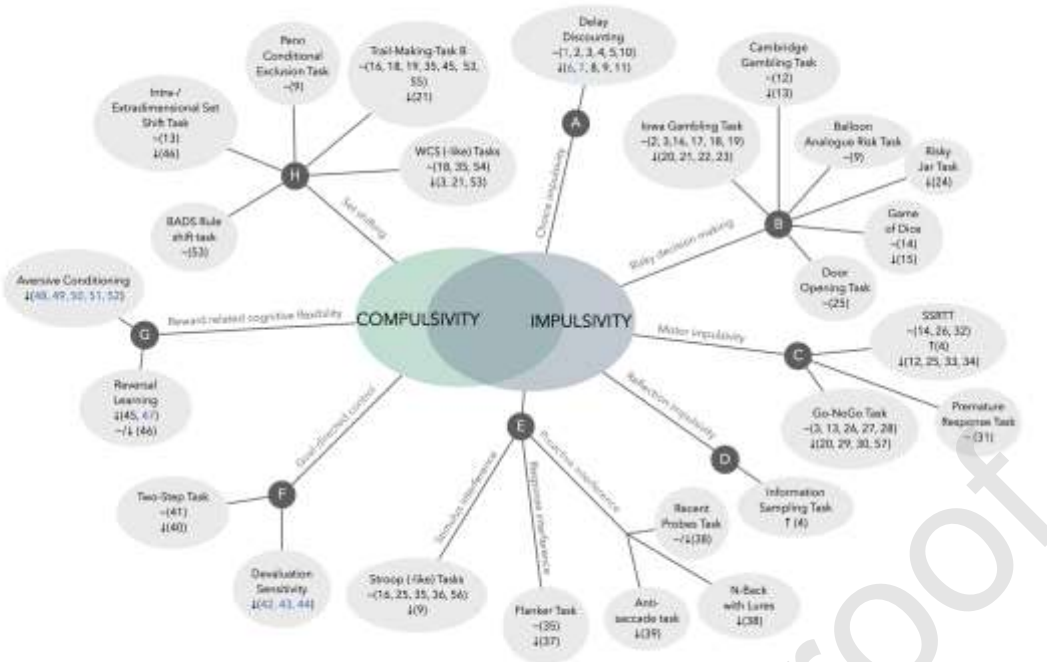 Delay
Discounting
~(1, 2, 3, 4, 5,10)
↓(6, 7, 8, 9, 11)
A
Choice impulsivity
Cambridge
Gambling Task
~(12)
↓(13)
Iowa Gambling Task
~(2, 3,16, 17, 18, 19)
↓(20, 21, 22, 23)
Balloon
Analogue Risk Task
~(9)
Risky
Jar Task
↓(24)
B
Game
of Dice
~(14)
↓(15)
Door
Opening Task
~(25)
Risky decision making
IMPULSIVITY
Motor impulsivity
C
SSRTT
~(14, 26, 32)
↑(4)
↓(12, 25, 33, 34)
Go-NoGo Task
~(3, 13, 26, 27, 28)
↓(20, 29, 30, 57)
Premature
Response Task
~ (31)
Reflection impulsivity
D
Information
Sampling Task
↑ (4)
E
Proactive interference
Recent
Probes Task
~/↓(38)
N-Back
with Lures
↓(38)
Anti-
saccade task
↓(39)
Response interference
Flanker Task
~(35)
↓(37)
Stimulus interference
Stroop (-like) Tasks
~(16, 25, 35, 36, 56)
↓(9)
COMPULSIVITY
Goal-directed control
F
Two-Step Task
~(41)
↓(40)
Devaluation
Sensitivity
↓(42, 43, 44)
Reward-related cognitive flexibility
G
Aversive Conditioning
↓(48, 49, 50, 51, 52)
Reversal
Learning
↓(45, 47)
~/↓ (46)
Set shifting
H
Penn
Conditional
Exclusion Task
~(9)
Trail-Making-Task B
~(16, 18, 19, 35, 45, 53,
55)
↓(21)
Intra-/
Extradimensional Set
Shift Task
~(13)
↓(46)
WCS (-like) Tasks
~(18, 35, 54)
↓(3, 21, 53)
BADS Rule
shift-task
~(53)
roof